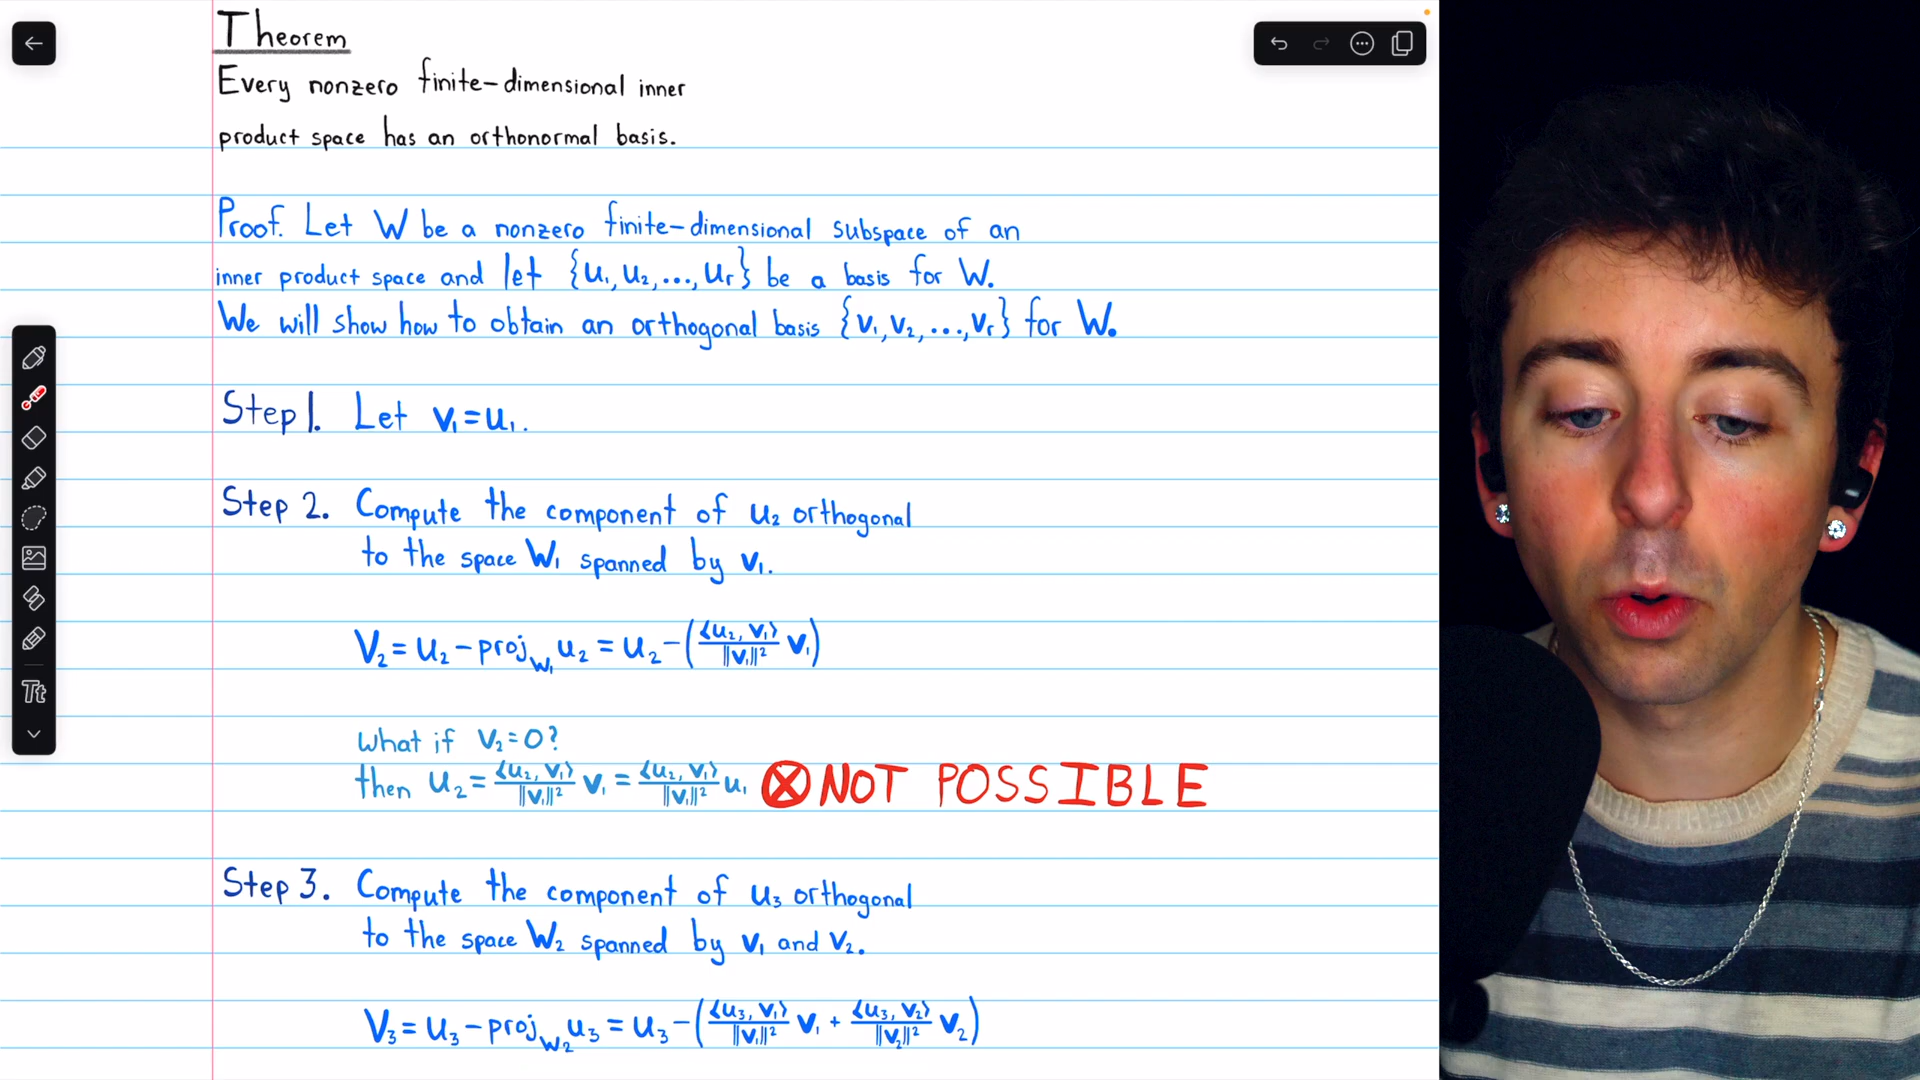 Theorem
Every nonzero finite-dimensional inner
product space has an orthonormal basis.
Proof. Let W be a nonzero finite-dimensional subspace of an
inner product space and let {u₁, u₂, ..., uᵣ} be a basis for W.
We will show how to obtain an orthogonal basis {v₁, v₂, ..., vᵣ} for W.
Step 1. Let v₁ = u₁.
Step 2. Compute the component of u₂ orthogonal
to the space W₁ spanned by v₁.
V₂ = u₂ - proj_W₁ u₂ = u₂ - (⟨u₂, v₁⟩/||v₁||² v₁)
What if v₂ = 0?
then u₂ = ⟨u₂, v₁⟩/||v₁||² v₁ = ⟨u₂, v₁⟩/||v₁||² u₁ ⊗ NOT POSSIBLE
Step 3. Compute the component of u₃ orthogonal
to the space W₂ spanned by v₁ and v₂.
V₃ = u₃ - proj_W₂ u₃ = u₃ - (⟨u₃, v₁⟩/||v₁||² v₁ + ⟨u₃, v₂⟩/||v₂||² v₂)
Tt